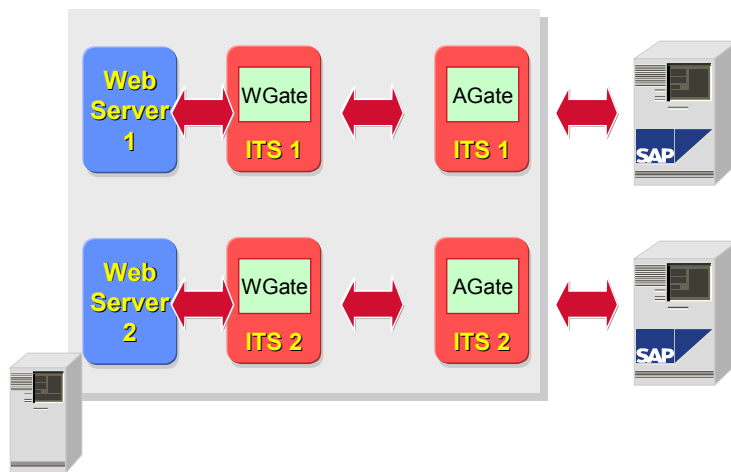 Web
Server
1
WGate
ITS 1
AGate
ITS 1
SAP
Web
Server
2
WGate
ITS 2
AGate
ITS 2
SAP